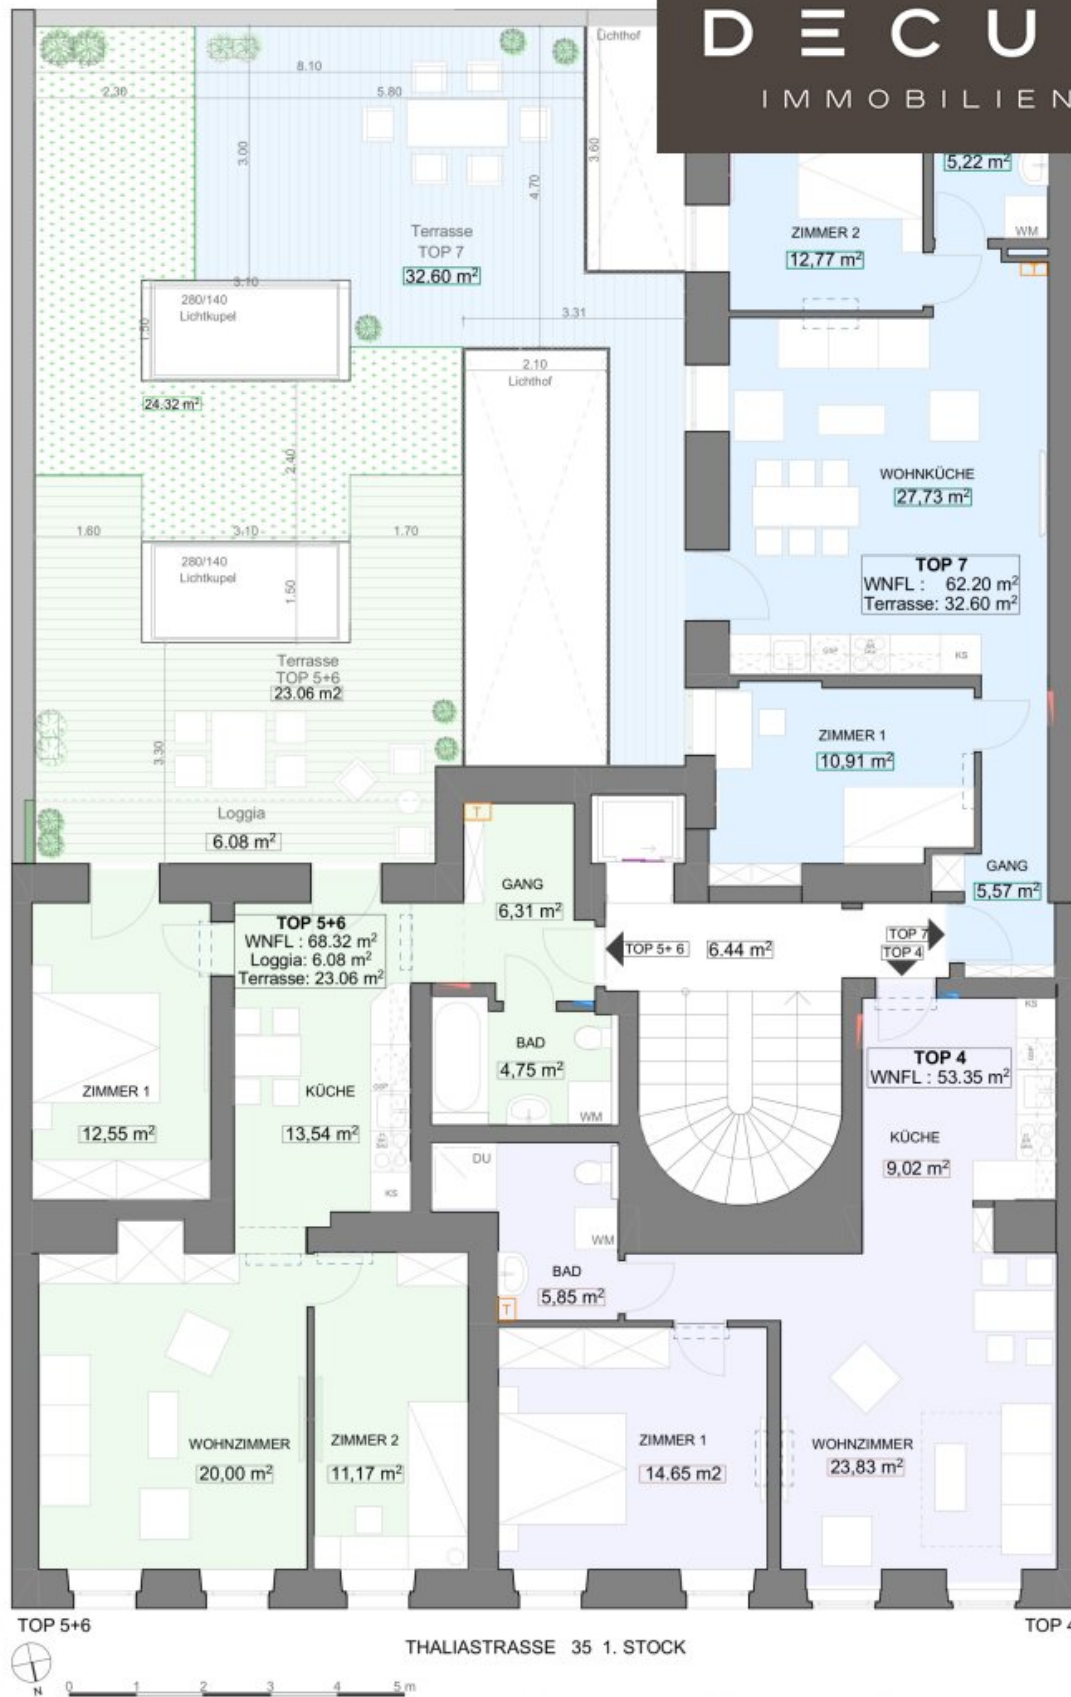 DECU
IMMOBILIEN
Lichthof
8.10
2.30
5.80
3.00
3.60
4.70
5,22 m²
WM
Terrasse
TOP 7
32.60 m²
ZIMMER 2
12,77 m²
T
3.10
280/140
Lichtkupel
1.50
3.31
2.10
Lichthof
24.32 m²
2.40
WOHNKÜCHE
27,73 m²
1.60
3.10
1.70
280/140
Lichtkupel
1.50
TOP 7
WNFL : 62.20 m²
Terrasse: 32.60 m²
GSP
KS
Terrasse
TOP 5+6
23.06 m2
3.30
ZIMMER 1
10,91 m²
Loggia
6.08 m²
T
GANG
6,31 m²
GANG
5,57 m²
TOP 5+6
WNFL : 68.32 m²
Loggia: 6.08 m²
Terrasse: 23.06 m²
TOP 5+ 6
6.44 m²
TOP 7
TOP 4
KS
BAD
4,75 m²
WM
TOP 4
WNFL : 53.35 m²
GSP
ZIMMER 1
12,55 m²
KÜCHE
13,54 m²
GSP
KS
KÜCHE
9,02 m²
DU
WM
BAD
5,85 m²
T
WOHNZIMMER
20,00 m²
ZIMMER 2
11,17 m²
ZIMMER 1
14.65 m2
WOHNZIMMER
23,83 m²
TOP 5+6
TOP 4
THALIASTRASSE 35 1. STOCK
N
0 1 2 3 4 5 m